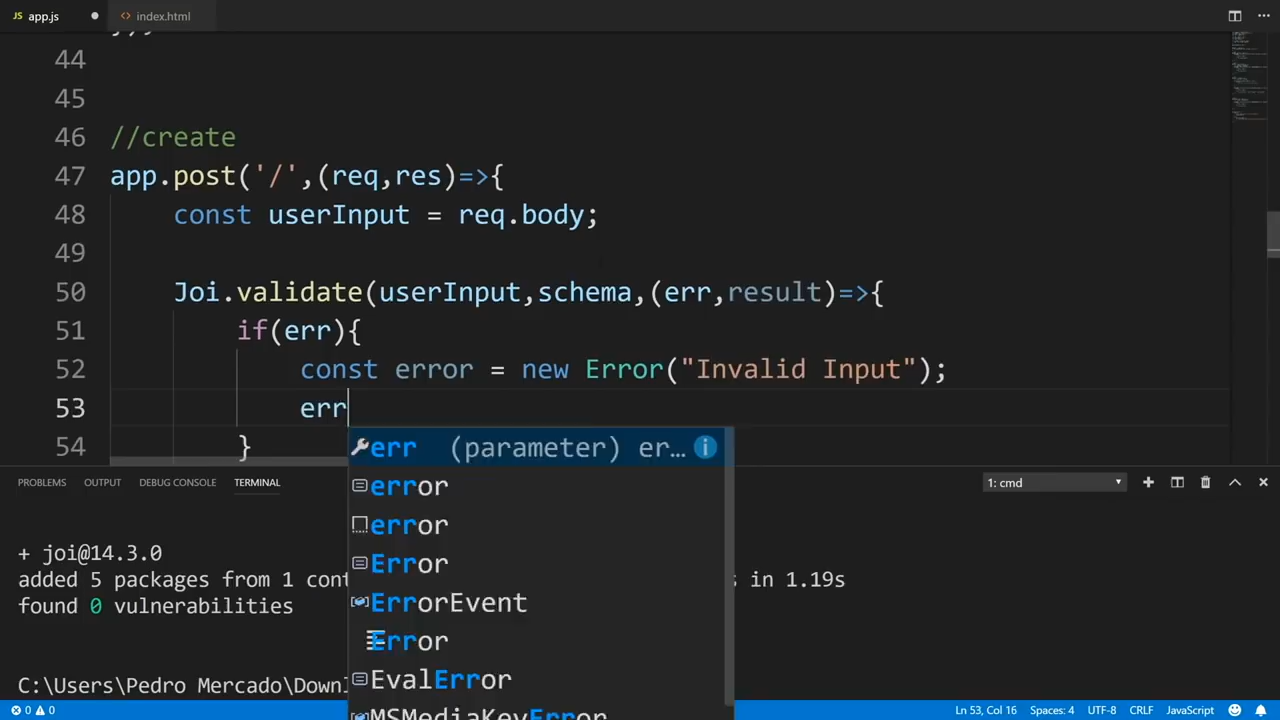 JS app.js ● <> index.html ...
44
45
46 //create
47 app.post('/',(req,res)=>{
48 const userInput = req.body;
49
50 Joi.validate(userInput,schema,(err,result)=>{
51 if(err){
52 const error = new Error("Invalid Input");
53 err
54 }
err (parameter) er...
error
error
Error
ErrorEvent
Error
EvalError
MSMediaKeyError
PROBLEMS OUTPUT DEBUG CONSOLE TERMINAL 1: cmd
+ joi@14.3.0
added 5 packages from 1 cont s in 1.19s
found 0 vulnerabilities
C:\Users\Pedro Mercado\Downl
0 0 Ln 53, Col 16 Spaces: 4 UTF-8 CRLF JavaScript